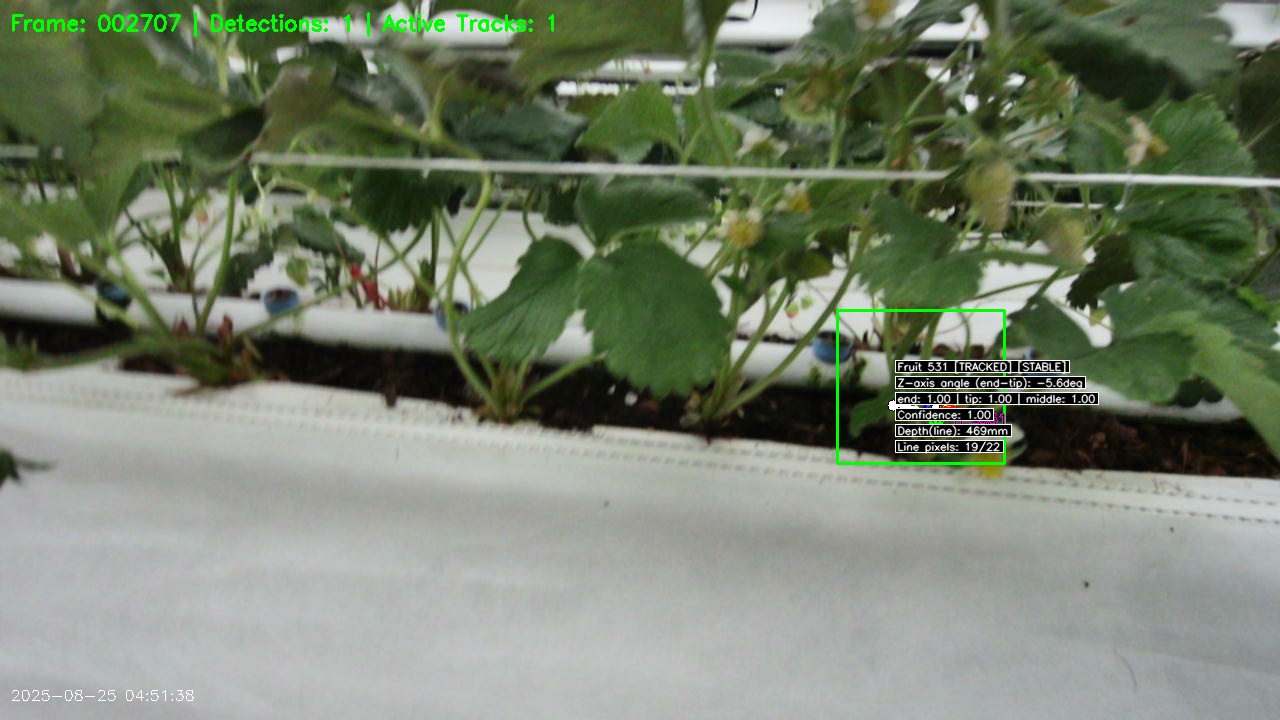 Frame: 002707 | Detections: 1 | Active Tracks: 1
Fruit 531 [TRACKED] [STABLE]
Z-axis angle (end-tip): -5.6deg
end: 1.00 | tip: 1.00 | middle: 1.00
Confidence: 1.00
Depth(line): 469mm
Line pixels: 19/22
2025-08-25 04:51:38